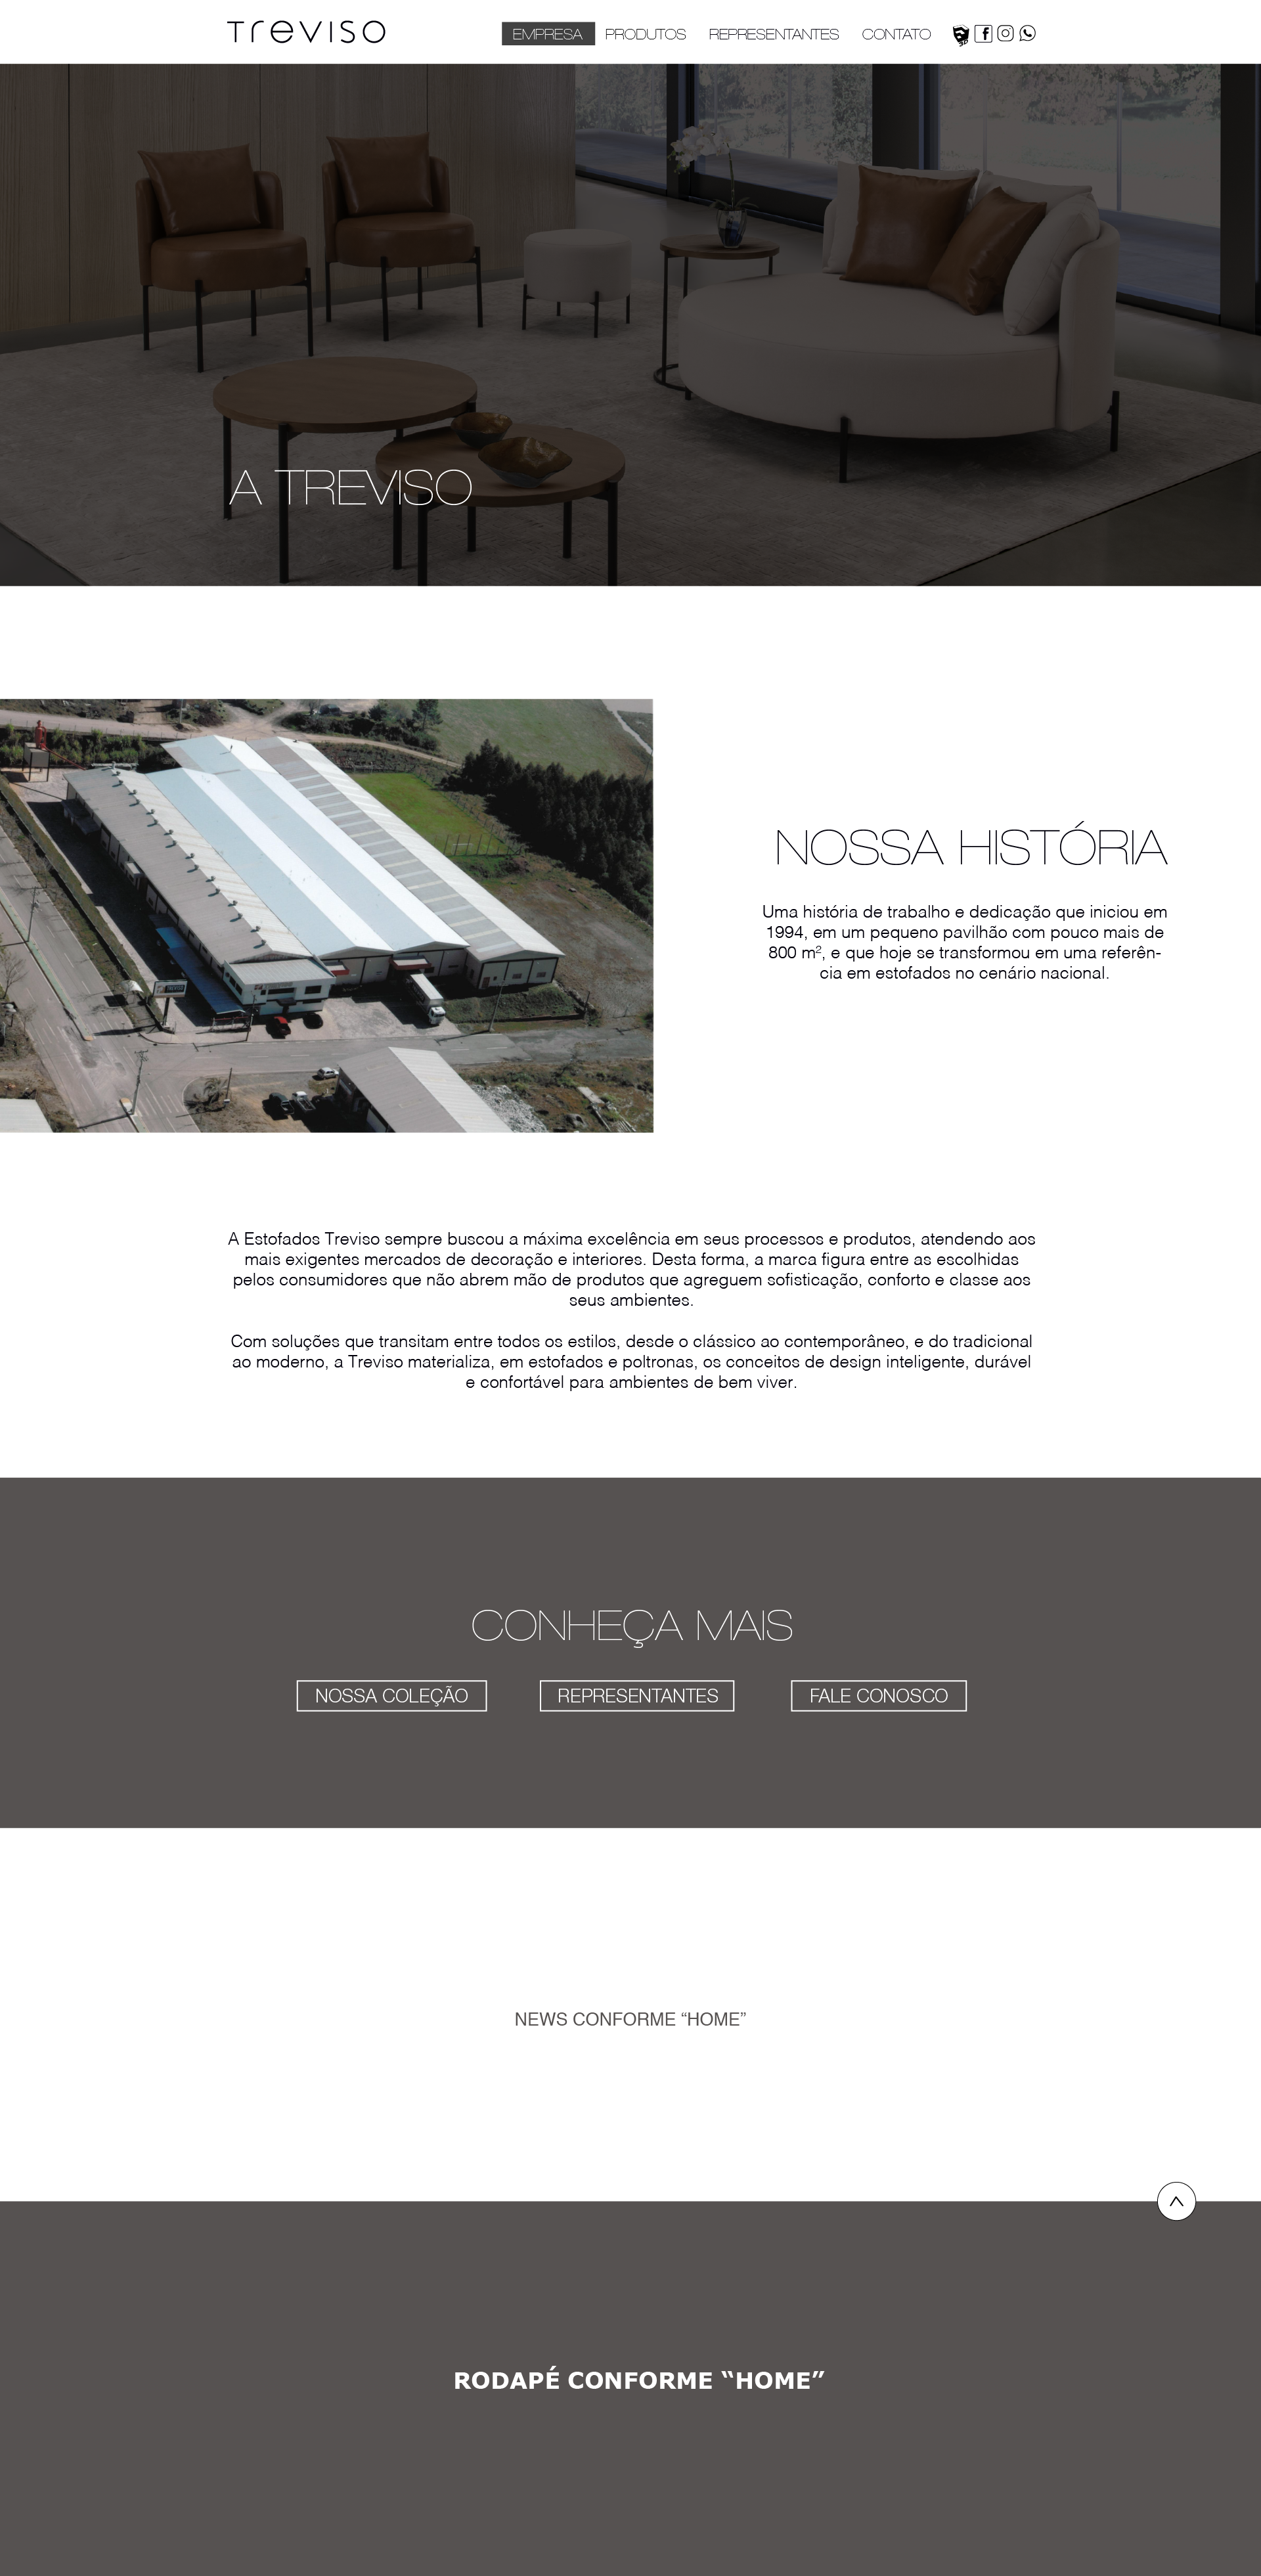 Treviso
EMPRESA PRODUTOS REPRESENTANTES CONTATO
A TREVISO
NOSSA HISTÓRIA
Uma história de trabalho e dedicação que iniciou em
1994, em um pequeno pavilhão com pouco mais de
800 m², e que hoje se transformou em uma referên-
cia em estofados no cenário nacional.
A Estofados Treviso sempre buscou a máxima excelência em seus processos e produtos, atendendo aos
mais exigentes mercados de decoração e interiores. Desta forma, a marca figura entre as escolhidas
pelos consumidores que não abrem mão de produtos que agreguem sofisticação, conforto e classe aos
seus ambientes.
Com soluções que transitam entre todos os estilos, desde o clássico ao contemporâneo, e do tradicional
ao moderno, a Treviso materializa, em estofados e poltronas, os conceitos de design inteligente, durável
e confortável para ambientes de bem viver.
CONHEÇA MAIS
NOSSA COLEÇÃO REPRESENTANTES FALE CONOSCO
NEWS CONFORME “HOME”
RODAPÉ CONFORME “HOME”